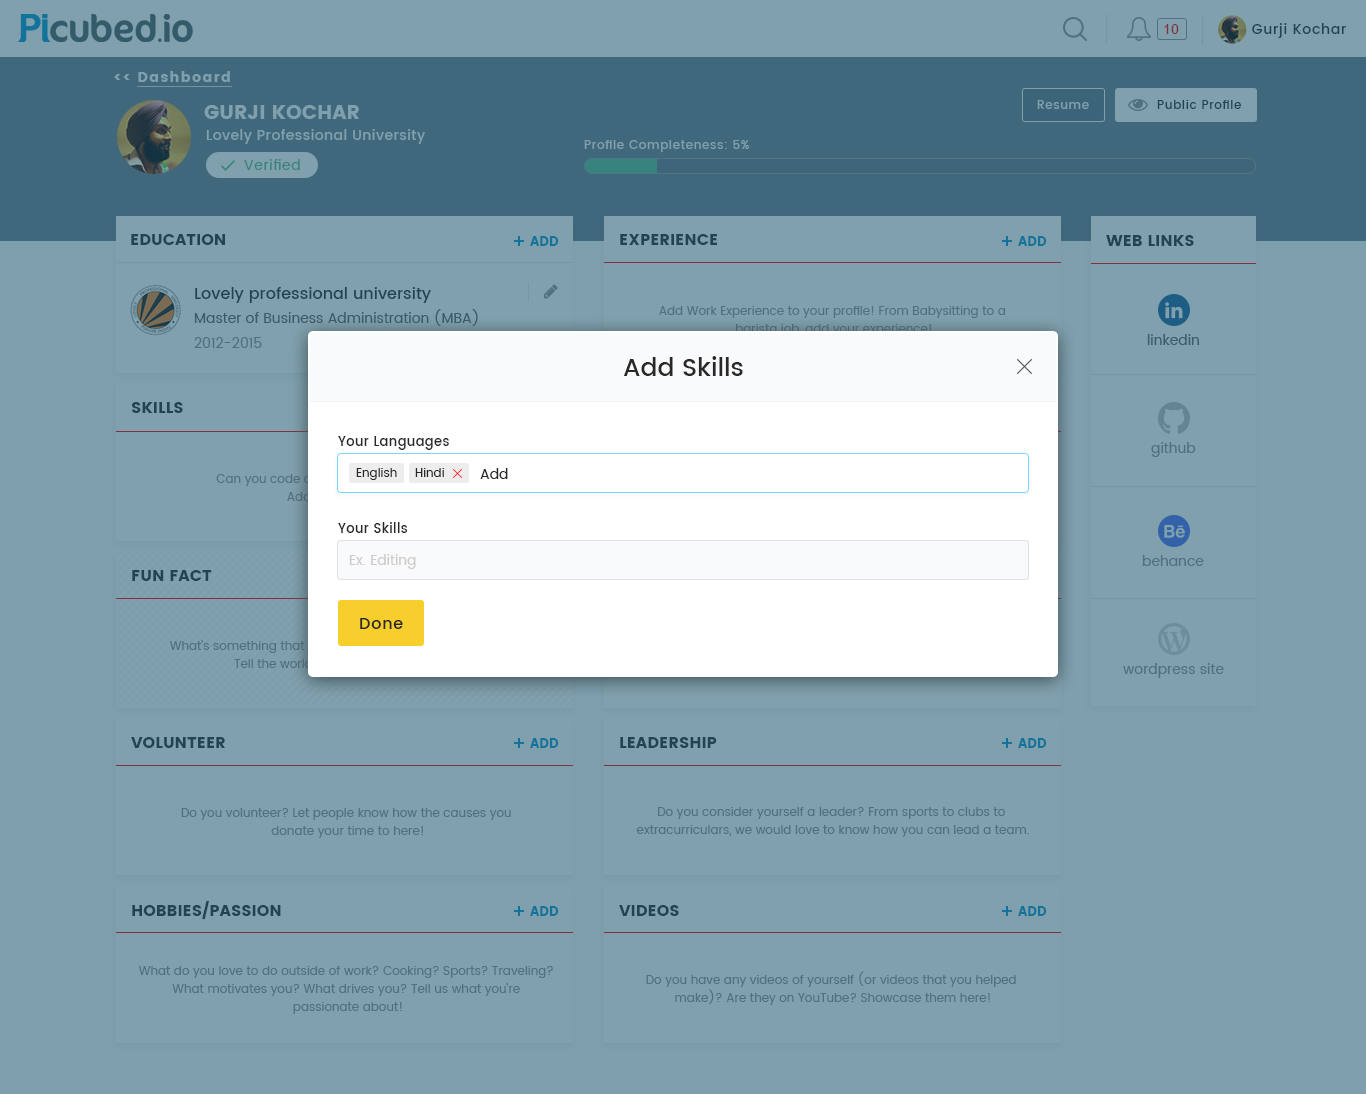 Picubed.io
10
Gurji Kochar
<< Dashboard
GURJI KOCHAR
Lovely Professional University
Verified
Resume
Public Profile
Profile Completeness: 5%
EDUCATION
+ ADD
Lovely professional university
Master of Business Administration (MBA)
2012-2015
EXPERIENCE
+ ADD
Add Work Experience to your profile! From Babysitting to a
barista job, add your experience!
WEB LINKS
linkedin
github
behance
wordpress site
Add Skills
Your Languages
English
Hindi
Add
Your Skills
Ex. Editing
Done
SKILLS
Can you code
FUN FACT
What's something that
Tell the
VOLUNTEER
+ ADD
Do you volunteer? Let people know how the causes you
donate your time to here!
LEADERSHIP
+ ADD
Do you consider yourself a leader? From sports to clubs to
extracurriculars, we would love to know how you can lead a team.
HOBBIES/PASSION
+ ADD
What do you love to do outside of work? Cooking? Sports? Traveling?
What motivates you? What drives you? Tell us what you're
passionate about!
VIDEOS
+ ADD
Do you have any videos of yourself (or videos that you helped
make)? Are they on YouTube? Showcase them here!